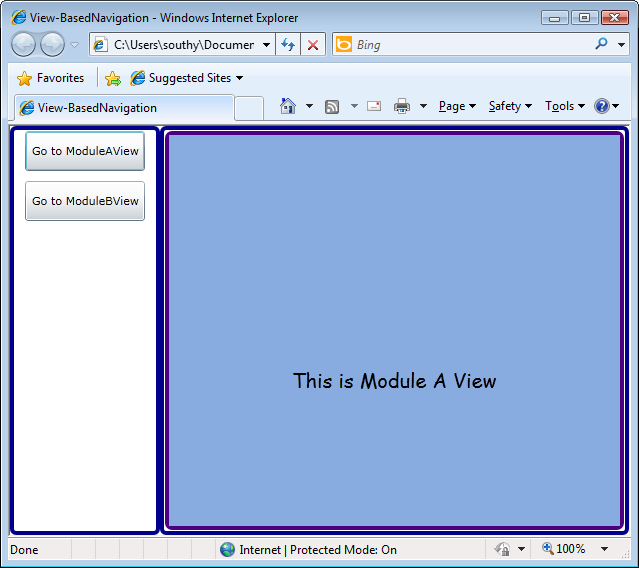 View-BasedNavigation - Windows Internet Explorer
C:\Users\southy\Documer
Bing
Favorites
Suggested Sites
View-BasedNavigation
Page
Safety
Tools
Go to ModuleAView
Go to ModuleBView
This is Module A View
Done
Internet | Protected Mode: On
100%